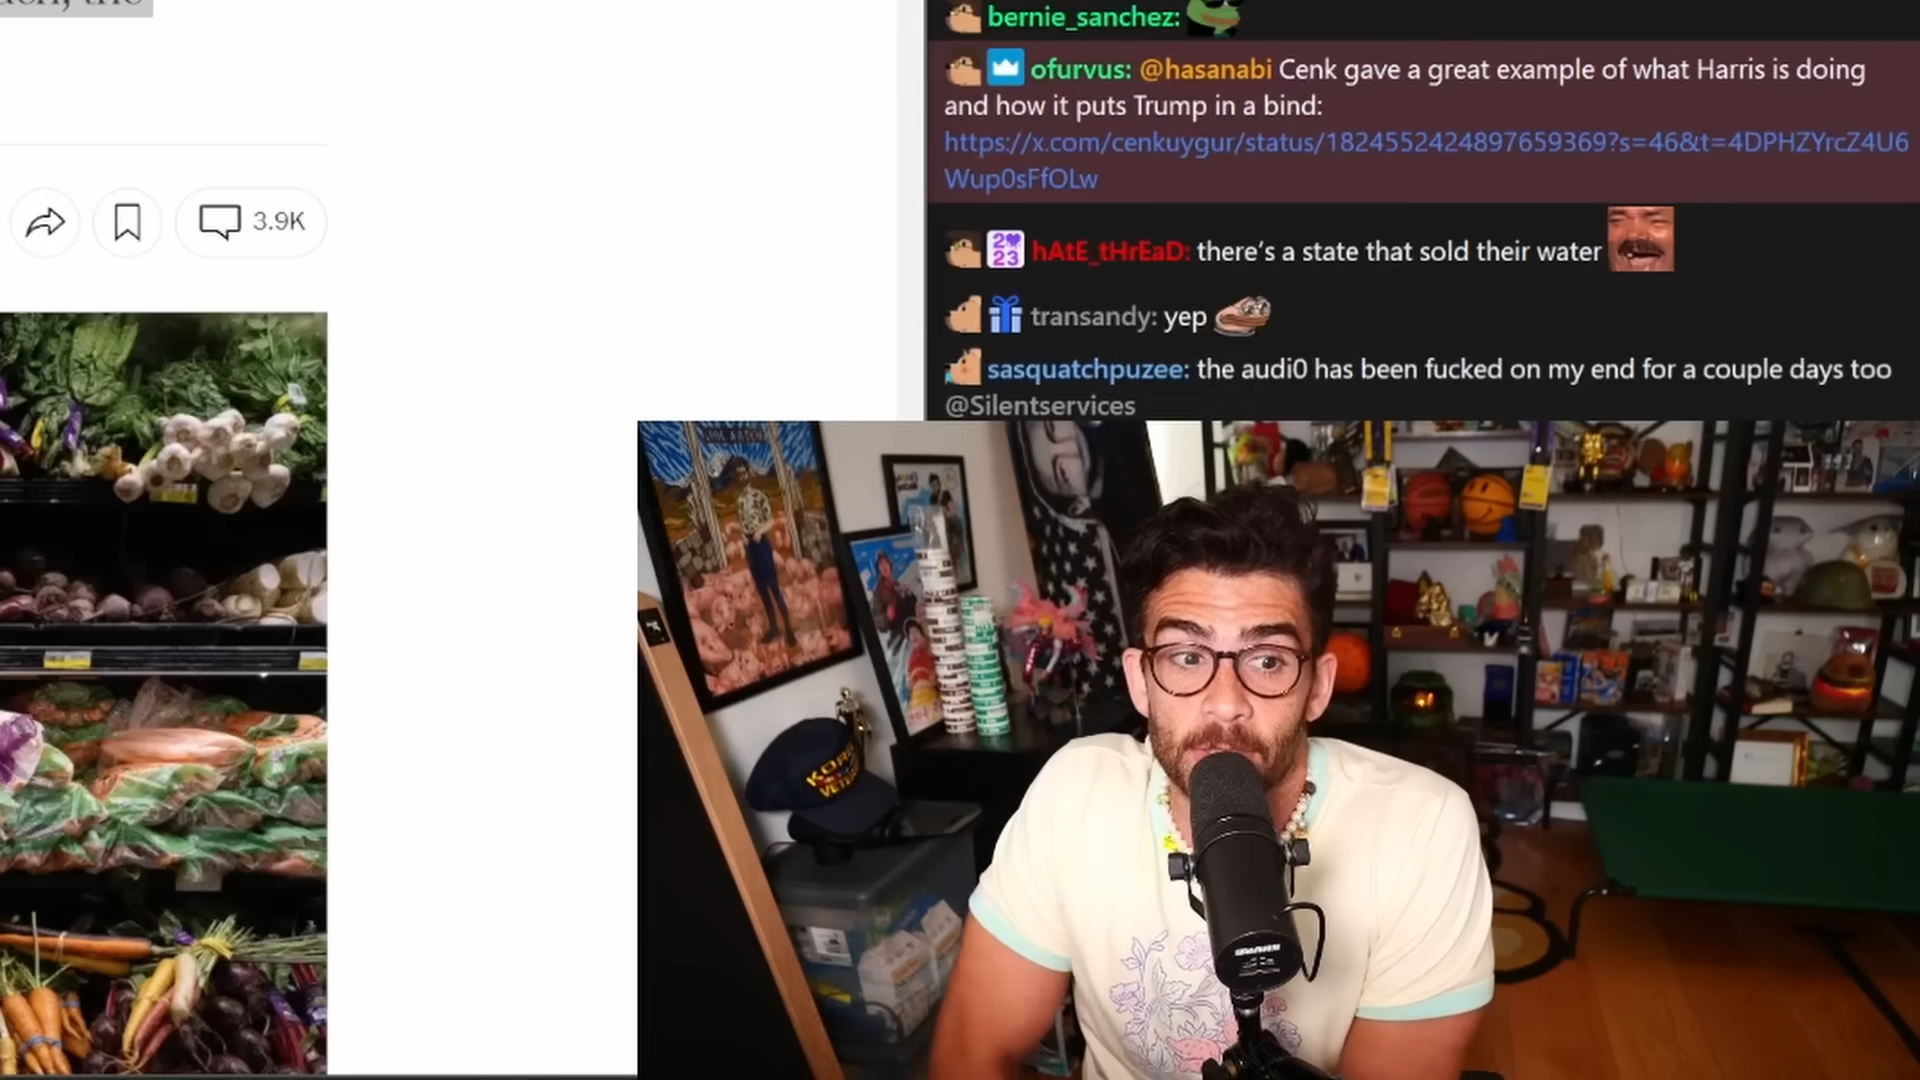 bernie_sanchez:
ofurvus: @hasanabi Cenk gave a great example of what Harris is doing
and how it puts Trump in a bind:
https://x.com/cenkuygur/status/1824552424897659369?s=46&t=4DPHZYrcZ4U6
Wup0sFfOLw
3.9K
2023 hAtE_tHrEaD: there’s a state that sold their water
transandy: yep
sasquatchpuzee: the audi0 has been fucked on my end for a couple days too
@Silentservices